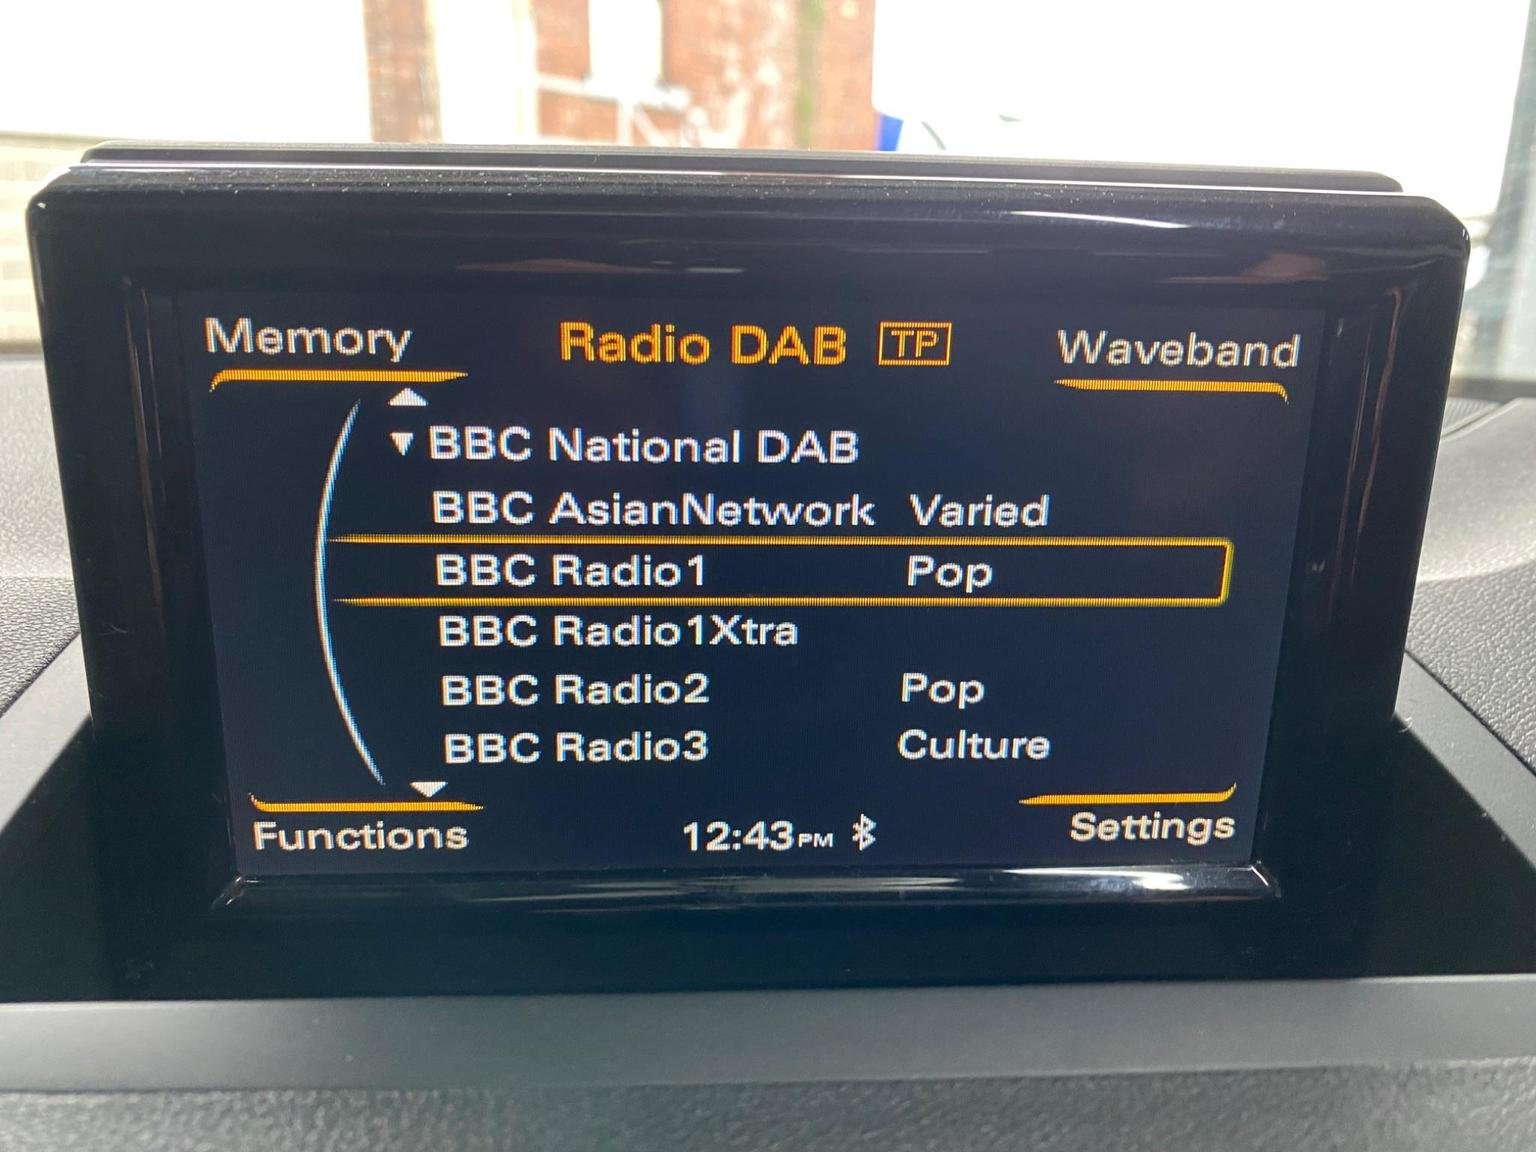 Memory Radio DAB TP Waveband
BBC National DAB
BBC AsianNetwork Varied
BBC Radio1 Pop
BBC Radio1Xtra
BBC Radio2 Pop
BBC Radio3 Culture
Functions 12:43PM Settings